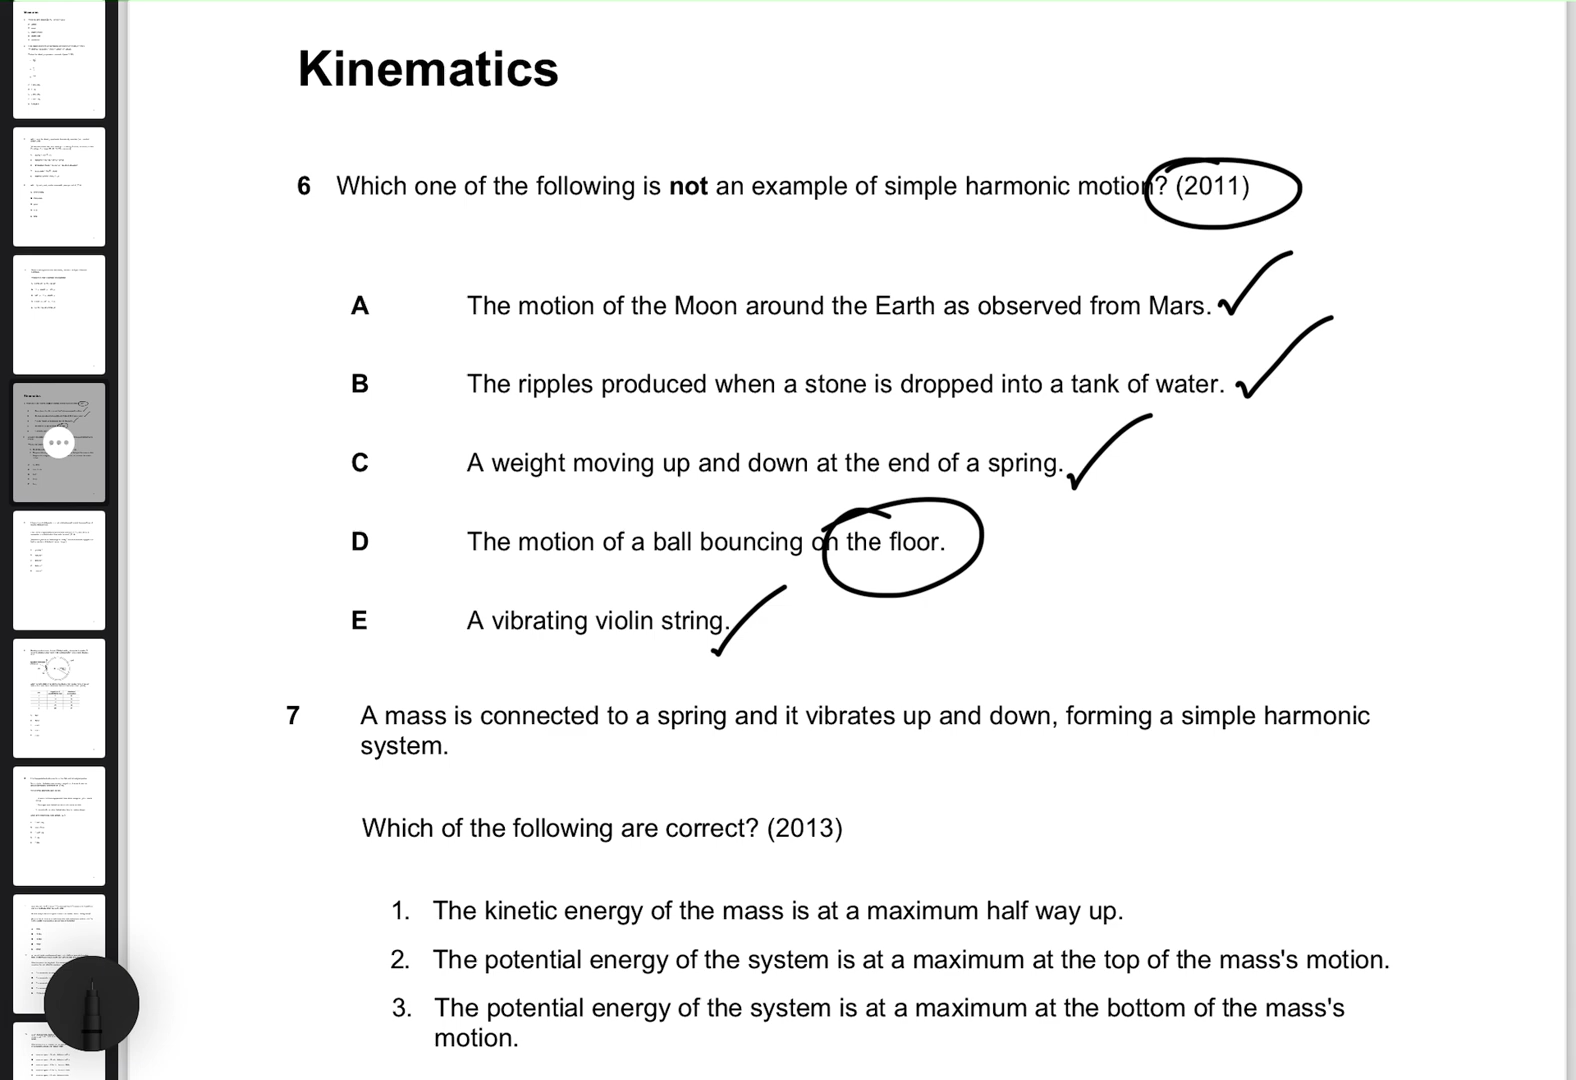 Kinematics
6 Which one of the following is not an example of simple harmonic motion? (2011)
A The motion of the Moon around the Earth as observed from Mars.
B The ripples produced when a stone is dropped into a tank of water.
C A weight moving up and down at the end of a spring.
D The motion of a ball bouncing on the floor.
E A vibrating violin string.
7 A mass is connected to a spring and it vibrates up and down, forming a simple harmonic
system.
Which of the following are correct? (2013)
1. The kinetic energy of the mass is at a maximum half way up.
2. The potential energy of the system is at a maximum at the top of the mass's motion.
3. The potential energy of the system is at a maximum at the bottom of the mass's
motion.